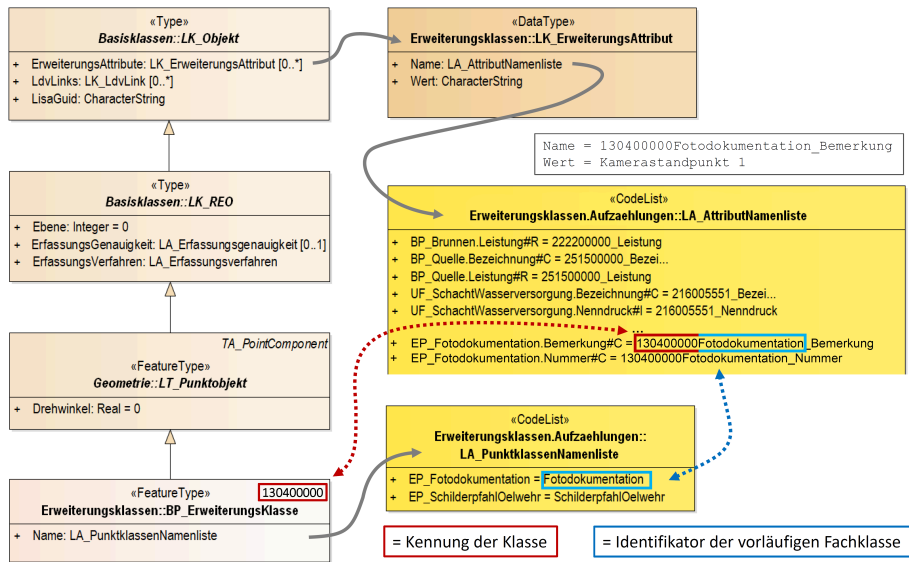 «Type»
Basisklassen::LK_Objekt
+ ErweiterungsAttribute: LK_ErweiterungsAttribut [0..*]
+ LdvLinks: LK_LdvLink [0..*]
+ LisaGuid: CharacterString
«DataType»
Erweiterungsklassen::LK_ErweiterungsAttribut
+ Name: LA_AttributNamenliste
+ Wert: CharacterString
Name = 130400000Fotodokumentation_Bemerkung
Wert = Kamerastandpunkt 1
«Type»
Basisklassen::LK_REO
+ Ebene: Integer = 0
+ ErfassungsGenauigkeit: LA_Erfassungsgenauigkeit [0..1]
+ ErfassungsVerfahren: LA_Erfassungsverfahren
«CodeList»
Erweiterungsklassen.Aufzaehlungen::LA_AttributNamenliste
+ BP_Brunnen.Leistung#R = 222200000_Leistung
+ BP_Quelle.Bezeichnung#C = 251500000_Bezei...
+ BP_Quelle.Leistung#R = 251500000_Leistung
+ UF_SchachtWasserversorgung.Bezeichnung#C = 216005551_Bezei...
+ UF_SchachtWasserversorgung.Nenndruck#I = 216005551_Nenndruck
...
+ EP_Fotodokumentation.Bemerkung#C = 130400000Fotodokumentation_Bemerkung
+ EP_Fotodokumentation.Nummer#C = 130400000Fotodokumentation_Nummer
TA_PointComponent
«FeatureType»
Geometrie::LT_Punktobjekt
+ Drehwinkel: Real = 0
«CodeList»
Erweiterungsklassen.Aufzaehlungen::
LA_PunktklassenNamenliste
+ EP_Fotodokumentation = Fotodokumentation
+ EP_SchilderpfahlOelwehr = SchilderpfahlOelwehr
«FeatureType»
130400000
Erweiterungsklassen::BP_ErweiterungsKlasse
+ Name: LA_PunktklassenNamenliste
= Kennung der Klasse
= Identifikator der vorläufigen Fachklasse